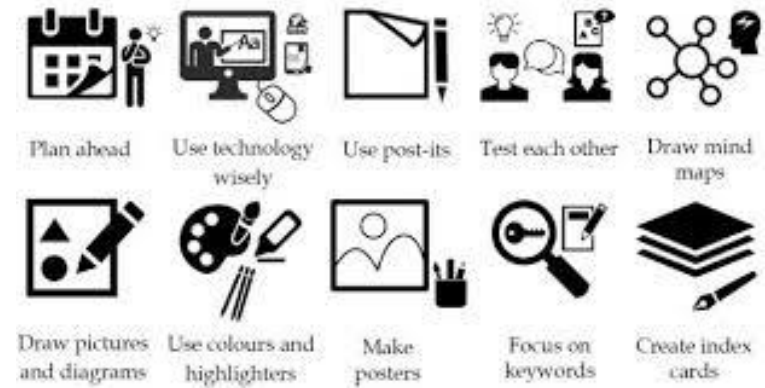 Aa
Plan ahead
Use technology
wisely
Use post-its
Test each other
Draw mind
maps
Draw pictures
and diagrams
Use colours and
highlighters
Make
posters
Focus on
keywords
Create index
cards